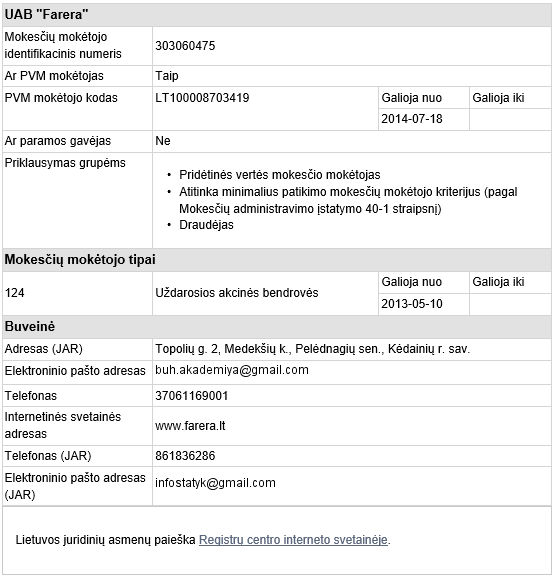 UAB "Farera"
Mokesčių mokėtojo
identifikacinis numeris
303060475
Ar PVM mokėtojas
Taip
PVM mokėtojo kodas
LT100008703419
Galioja nuo
Galioja iki
2014-07-18
Ar paramos gavėjas
Ne
Priklausymas grupėms
• Pridėtinės vertės mokesčio mokėtojas
• Atitinka minimalius patikimo mokesčių mokėtojo kriterijus (pagal
Mokesčių administravimo įstatymo 40-1 straipsnį)
• Draudėjas
Mokesčių mokėtojo tipai
124
Uždarosios akcinės bendrovės
Galioja nuo
Galioja iki
2013-05-10
Buveinė
Adresas (JAR)
Topolių g. 2, Medekšių k., Pelėdnagių sen., Kėdainių r. sav.
Elektroninio pašto adresas
buh.akademiya@gmail.com
Telefonas
37061169001
Internetinės svetainės
adresas
www.farera.lt
Telefonas (JAR)
861836286
Elektroninio pašto adresas
(JAR)
infostatyk@gmail.com
Lietuvos juridinių asmenų paieška Registrų centro interneto svetainėje.